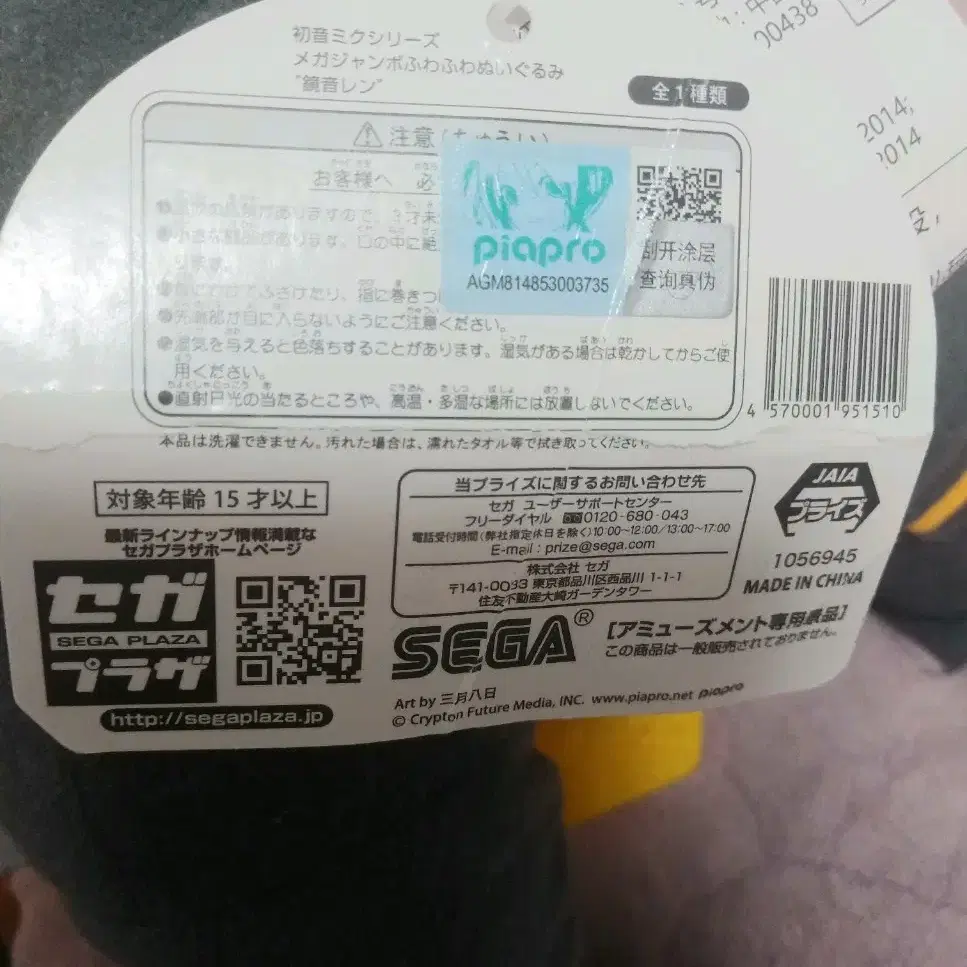 初音ミクシリーズ
メガジャンボふわふわぬいぐるみ
"鏡音レン"
全1種類
00438
2014,
2014
注意
お客様へ 必
がありますので、
口の中に絶
指に巻きつ
先端部が目に入らないようにご注意ください。
●湿気を与えると色落ちすることがあります。湿気がある場合は乾かしてからご使
用ください。
●直射日光の当たるところや、高温・多湿な場所には放置しないでください。
piapro
AGM814853003735
刮开涂层
查询真伪
4 570001 951510
本品は洗濯できません。汚れた場合は、濡れたタオル等で拭き取ってください。
対象年齢 15 才以上
最新ラインナップ情報満載な
セガプラザホームページ
セガ
SEGA PLAZA
プラザ
http://segaplaza.jp
当プライズに関するお問い合わせ先
セガ ユーザーサポートセンター
フリーダイヤル 0120-680-043
電話受付時間(弊社指定休日を除く)10:00~12:00/13:00~17:00
E-mail : prize@sega.com
株式会社 セガ
〒141-0033 東京都品川区西品川 1-1-1
住友不動産大崎ガーデンタワー
JAIA
プライズ
1056945
MADE IN CHINA
SEGA®
【アミューズメント専用景品】
この商品は一般販売されておりません。
Art by 三月八日
© Crypton Future Media, INC. www.piapro.net piapro